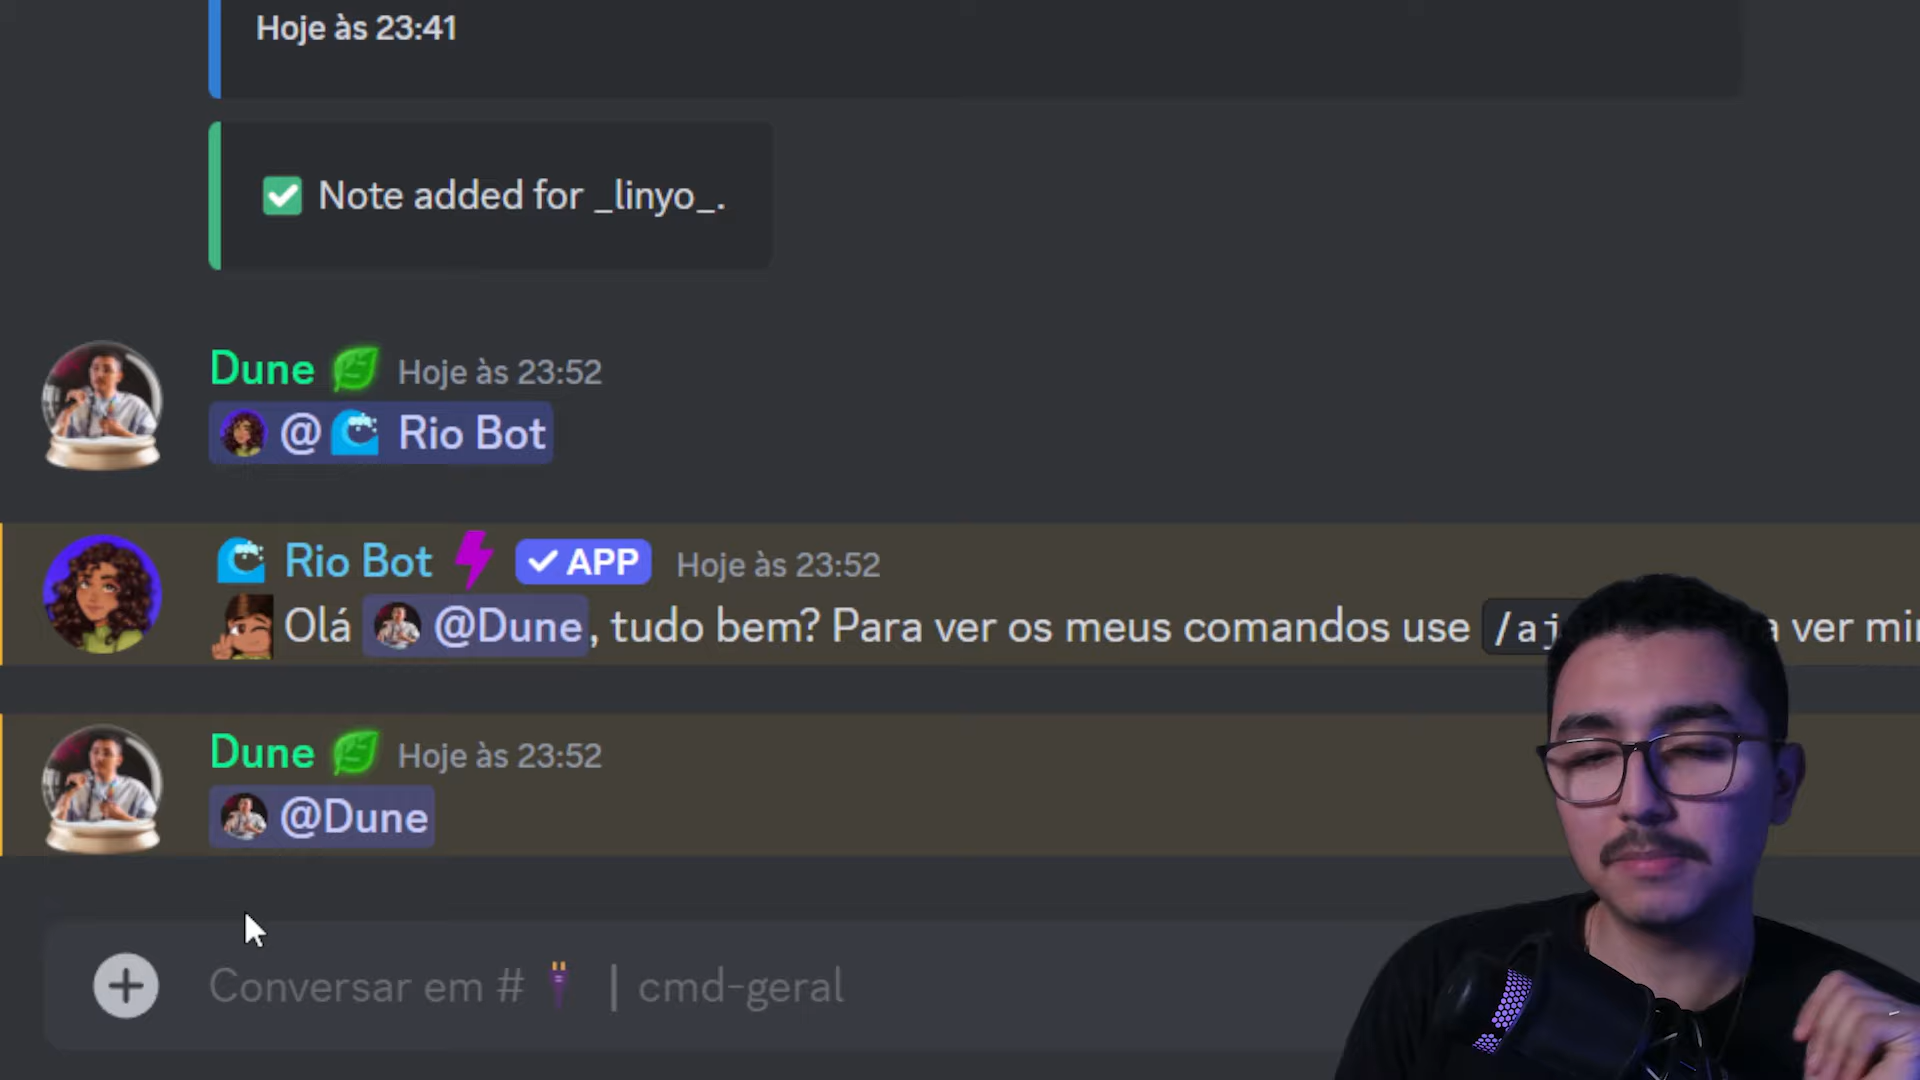 Hoje às 23:41
Note added for _linyo_.
Dune Hoje às 23:52
@ Rio Bot
Rio Bot APP Hoje às 23:52
Olá @Dune, tudo bem? Para ver os meus comandos use ver
Dune Hoje às 23:52
@Dune
Conversar em # | cmd-geral